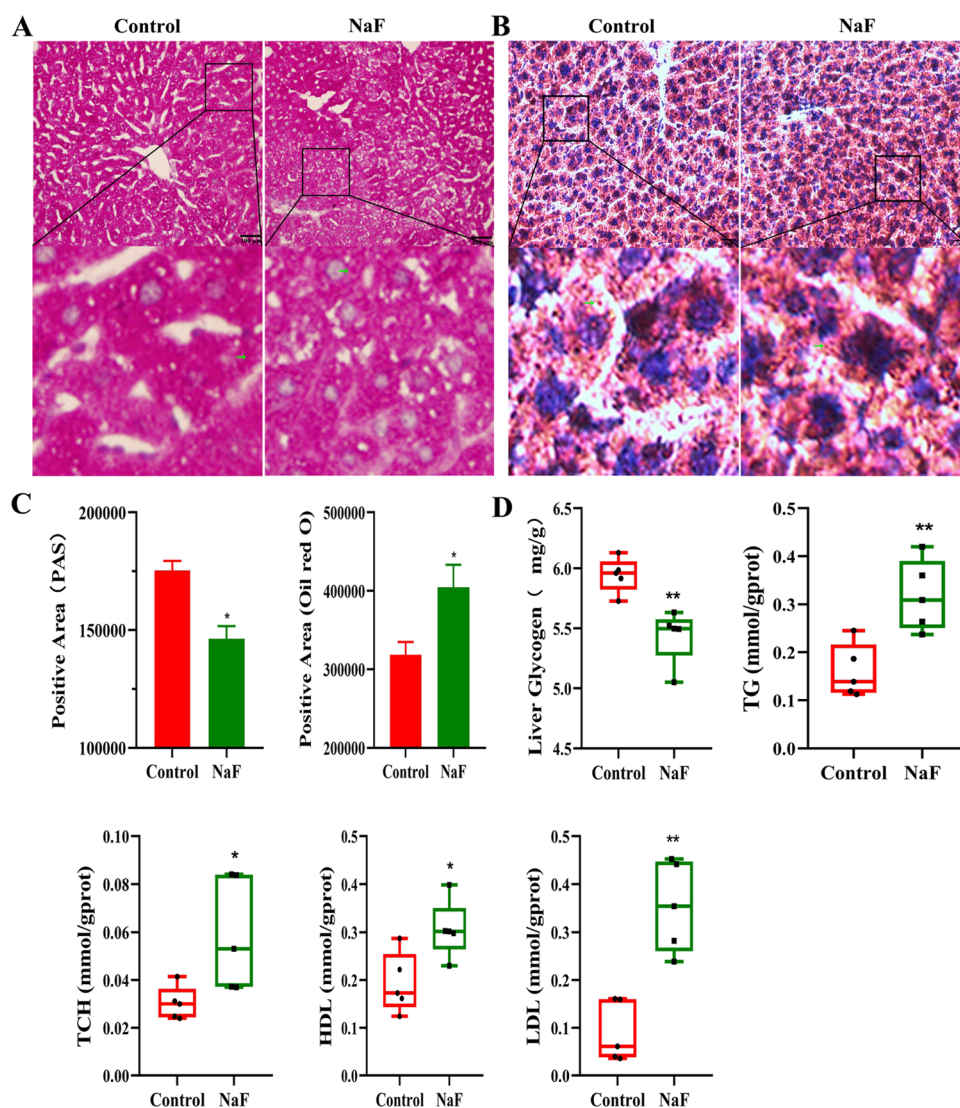 A
Control
NaF
B
Control
NaF
C
Positive Area (PAS)
200000
150000
100000
*
Control
NaF
Positive Area (Oil red O)
500000
400000
300000
200000
*
Control
NaF
D
Liver Glycogen ( mg/g)
6.5
6.0
5.5
5.0
4.5
**
Control
NaF
TG (mmol/gprot)
0.5
0.4
0.3
0.2
0.1
0.0
**
Control
NaF
TCH (mmol/gprot)
0.10
0.08
0.06
0.04
0.02
0.00
*
Control
NaF
HDL (mmol/gprot)
0.5
0.4
0.3
0.2
0.1
0.0
*
Control
NaF
LDL (mmol/gprot)
0.5
0.4
0.3
0.2
0.1
0.0
**
Control
NaF